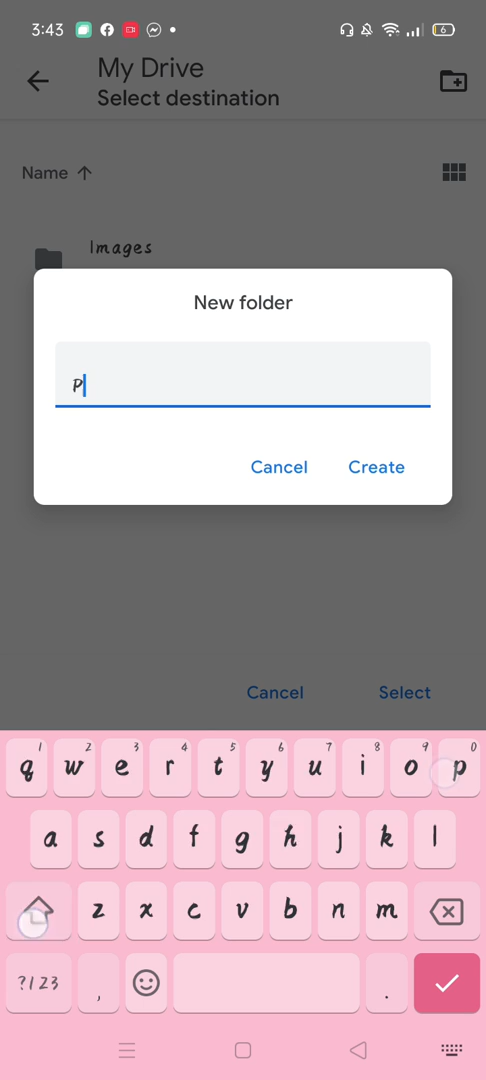 3:43
6
My Drive
Select destination
Name
Images
New folder
P
Cancel Create
Cancel Select
1 2 3 4 5 6 7 8 9 0
q w e r t y u i o p
a s d f g h j k l
z x c v b n m
?123 , .